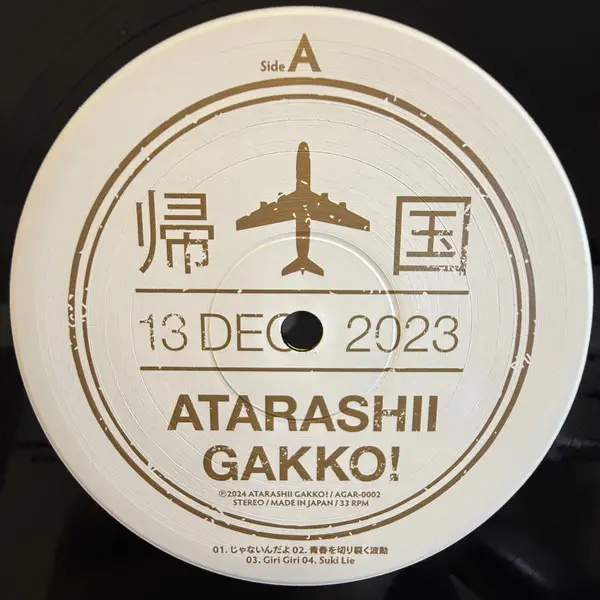 Side A
帰 国
13 DEC 2023
ATARASHII
GAKKO!
℗2024 ATARASHII GAKKO! / AGAR-0002
STEREO / MADE IN JAPAN / 33 RPM
01. じゃないんだよ 02. 青春を切り裂く波動
03. Giri Giri 04. Suki Lie